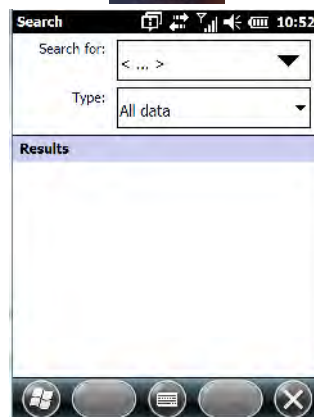 Search 10:52
Search for:
< ... >
Type:
All data
Results